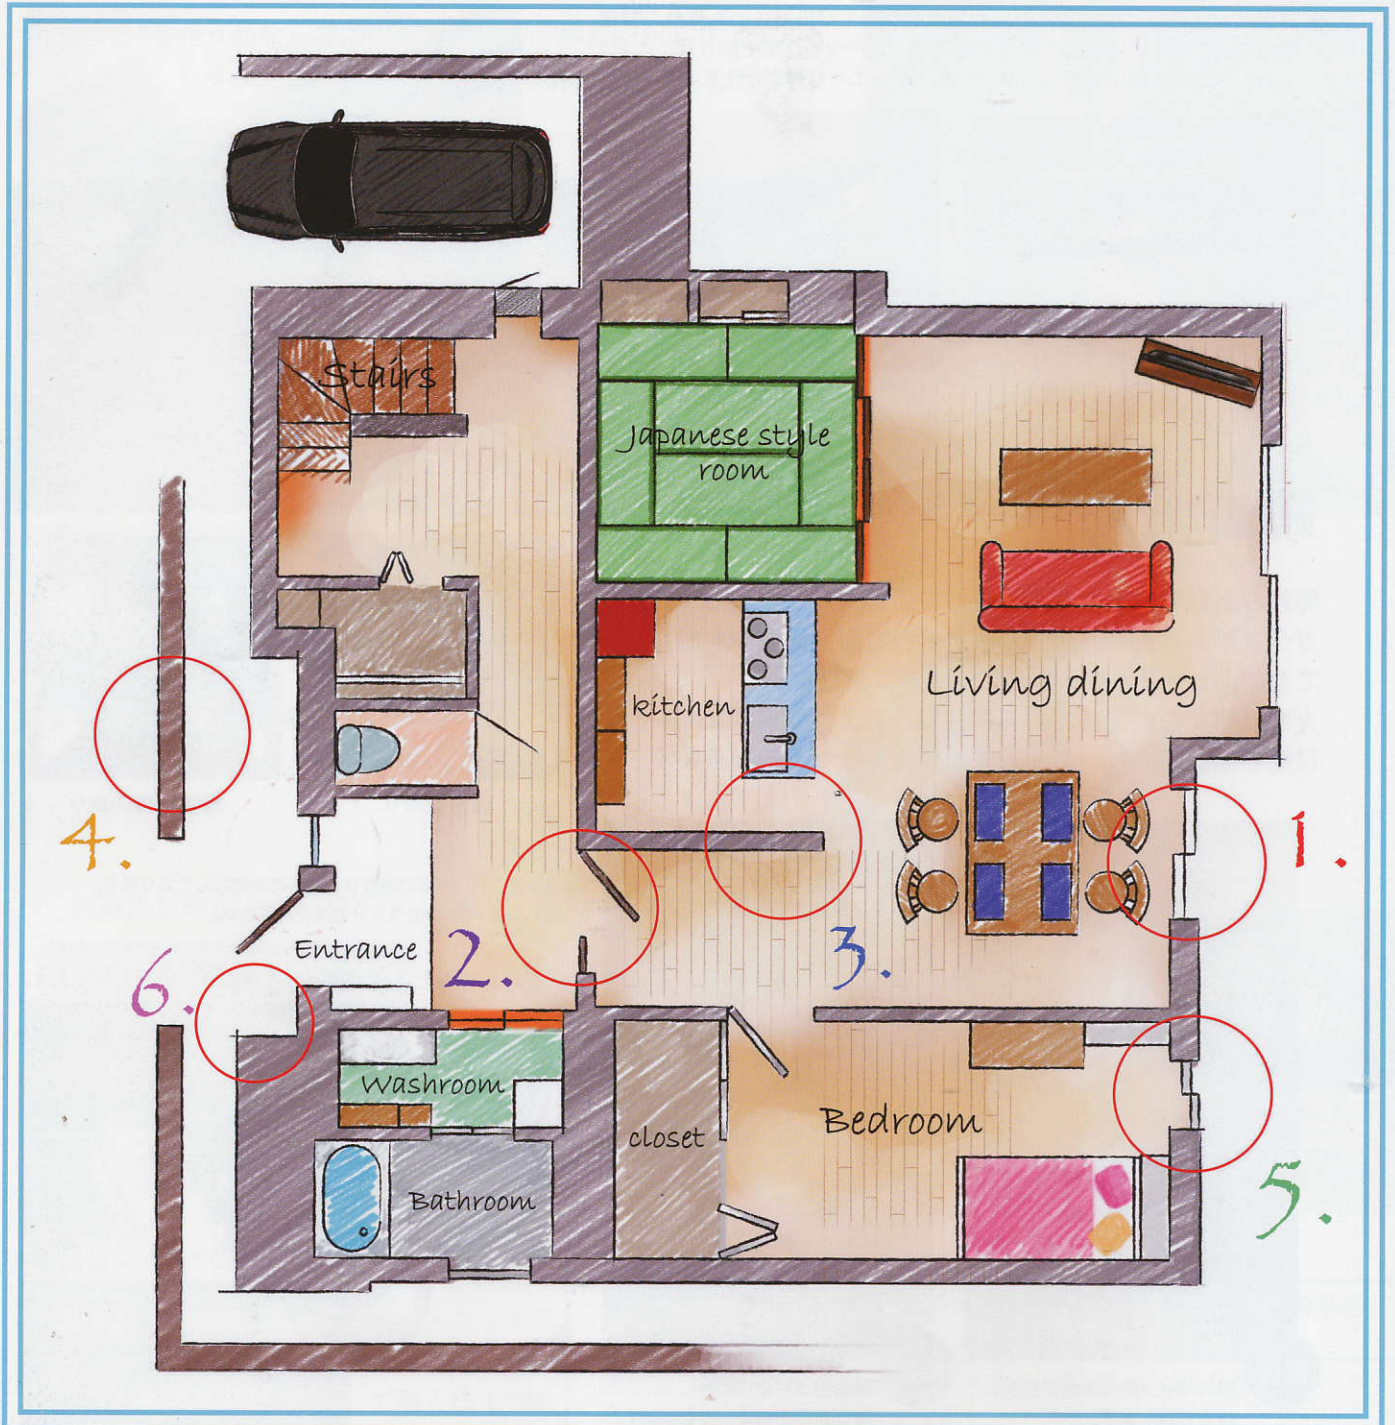 Stairs
Japanese style
room
kitchen
Living dining
4.
1.
Entrance
2.
3.
6.
Washroom
closet
Bedroom
Bathroom
5.